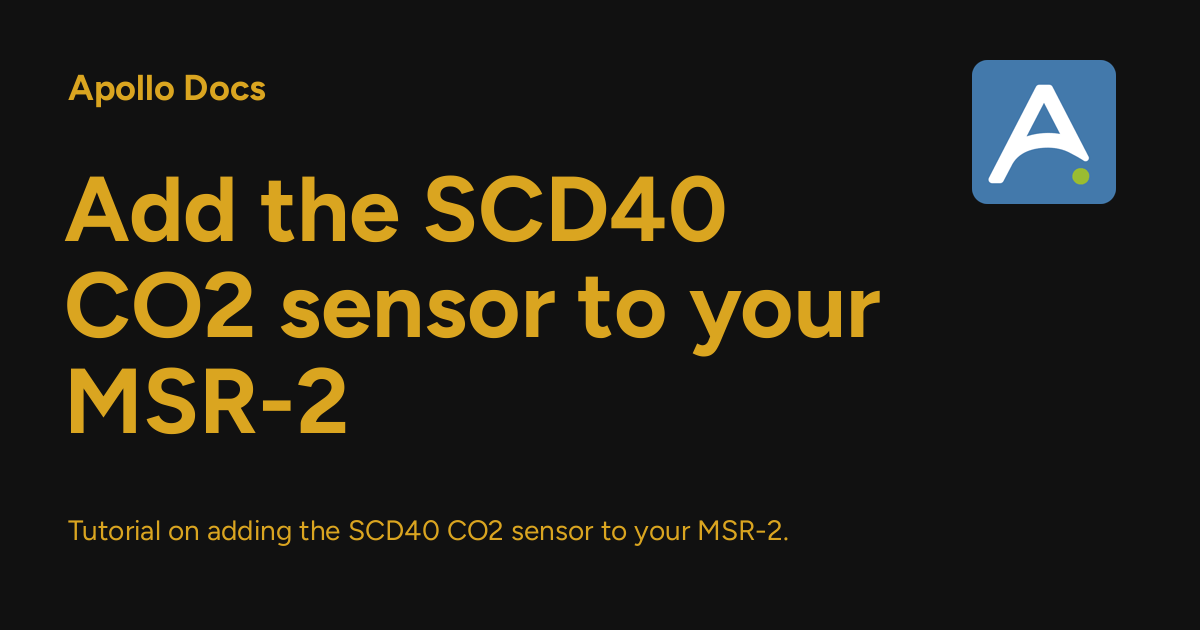 Apollo Docs
Add the SCD40
CO2 sensor to your
MSR-2
Tutorial on adding the SCD40 CO2 sensor to your MSR-2.